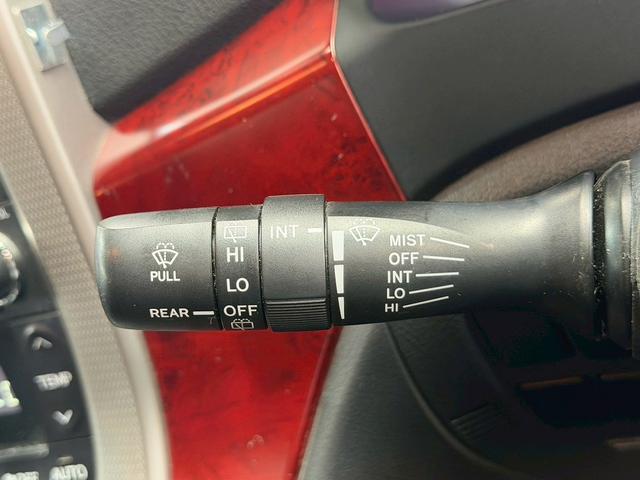 PULL
REAR
HI
LO
OFF
INT
MIST
OFF
INT
LO
HI
TEMP
AUTO